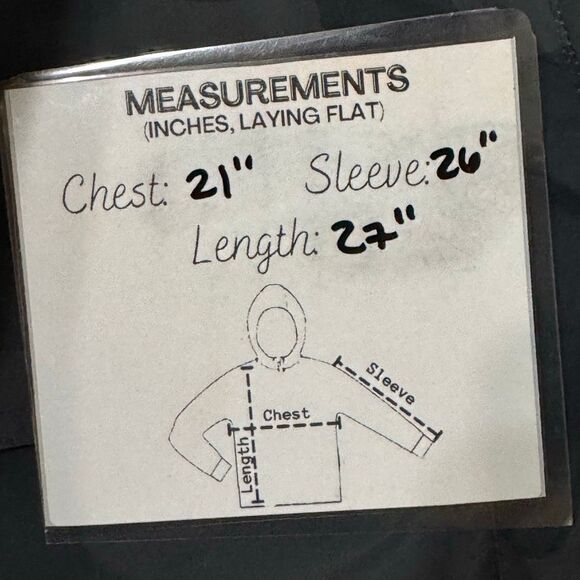 MEASUREMENTS
(INCHES, LAYING FLAT)
Chest: 21" Sleeve: 26"
Length: 27"
Sleeve
Chest
Length